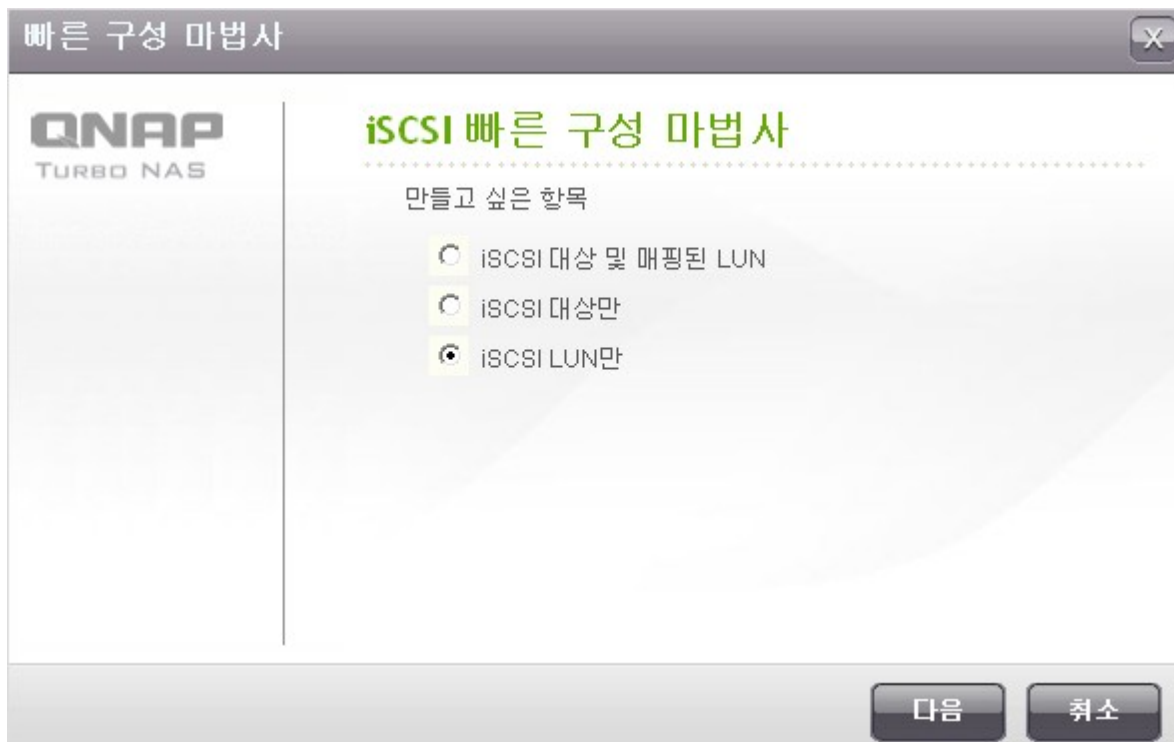 빠른 구성 마법사
X
QNAP
TURBO NAS
iSCSI 빠른 구성 마법사
만들고 싶은 항목
iSCSI 대상 및 매핑된 LUN
iSCSI 대상만
iSCSI LUN만
다음
취소